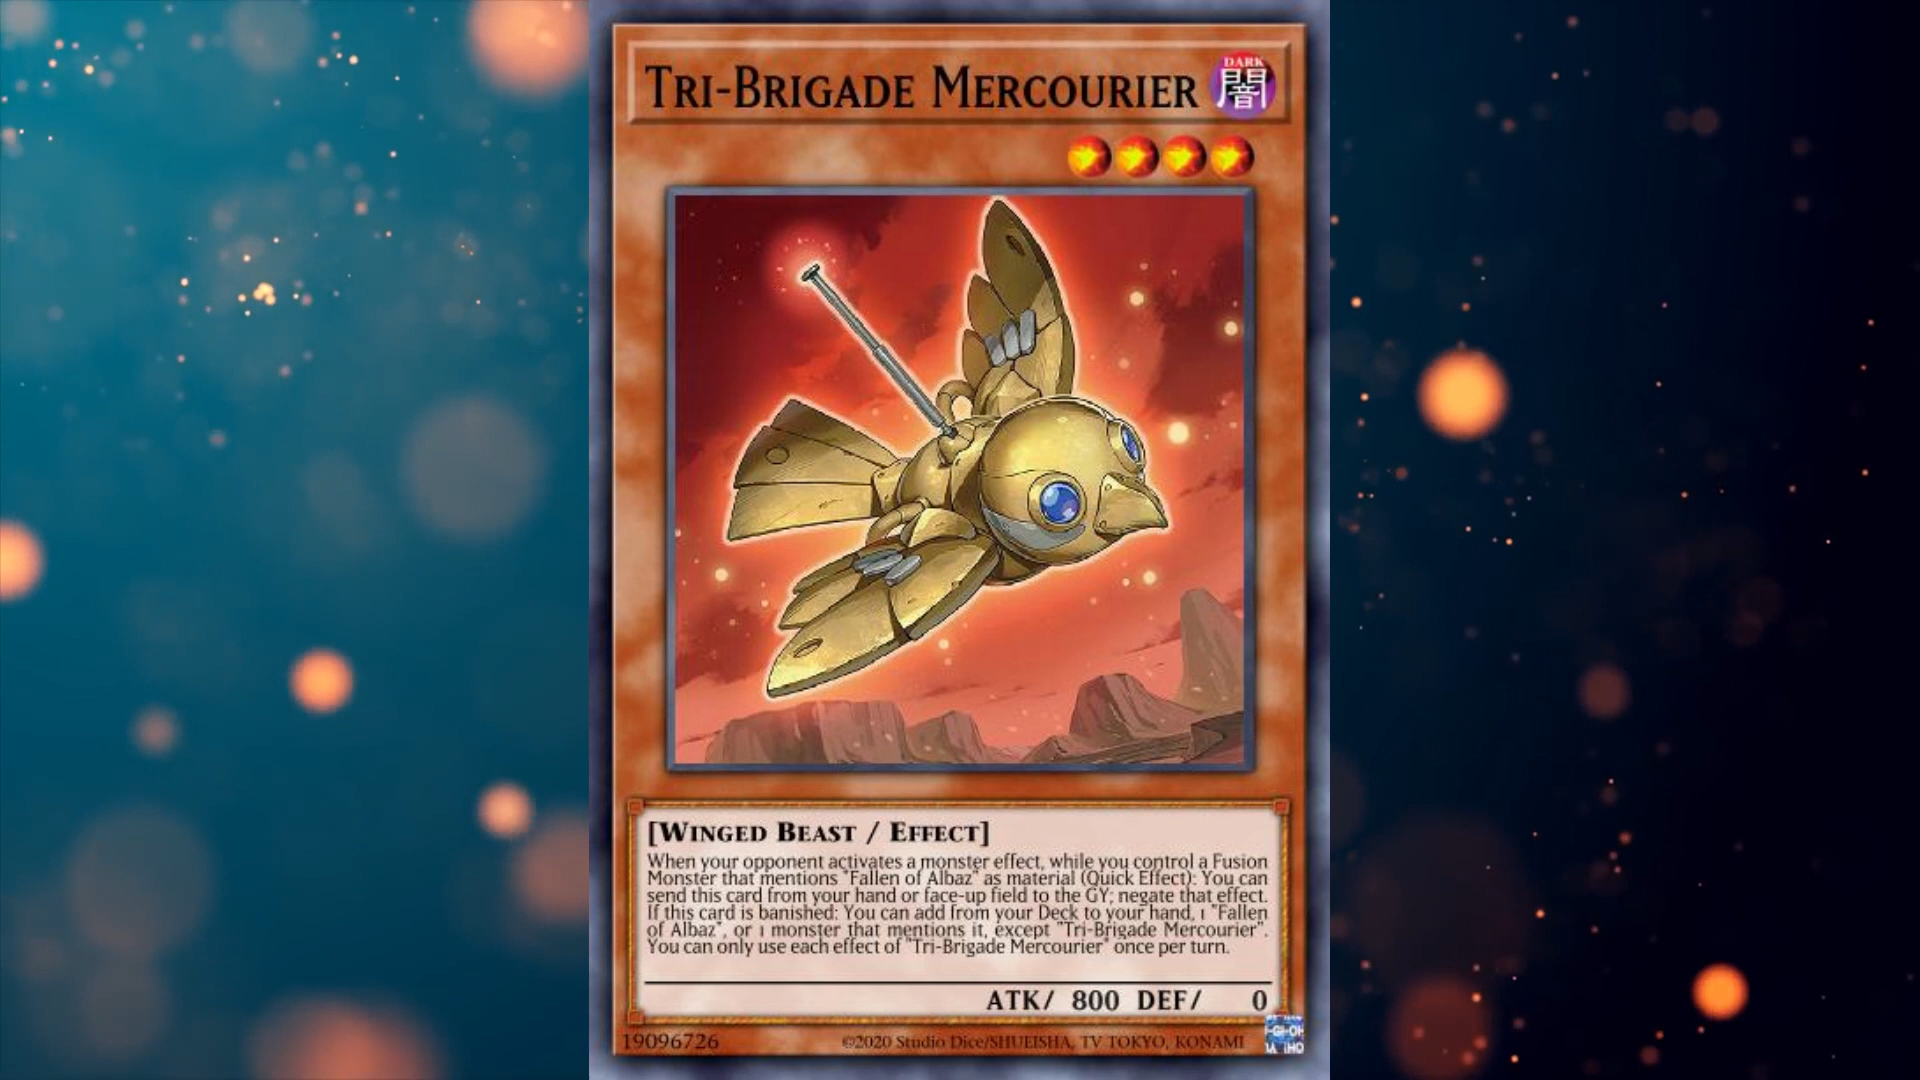 TRI-BRIGADE MERCOURIER
DARK
闇
[WINGED BEAST / EFFECT]
When your opponent activates a monster effect, while you control a Fusion
Monster that mentions "Fallen of Albaz" as material (Quick Effect): You can
send this card from your hand or face-up field to the GY; negate that effect.
If this card is banished: You can add from your Deck to your hand, 1 "Fallen
of Albaz", or 1 monster that mentions it, except "Tri-Brigade Mercourier".
You can only use each effect of "Tri-Brigade Mercourier" once per turn.
ATK/ 800 DEF/ 0
19096726 ©2020 Studio Dice/SHUEISHA, TV TOKYO, KONAMI